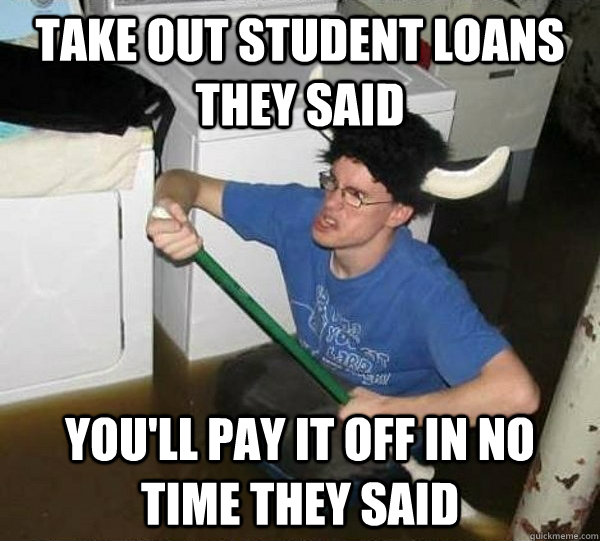 TAKE OUT STUDENT LOANS
THEY SAID
YOU'LL PAY IT OFF IN NO
TIME THEY SAID
quickmeme.com